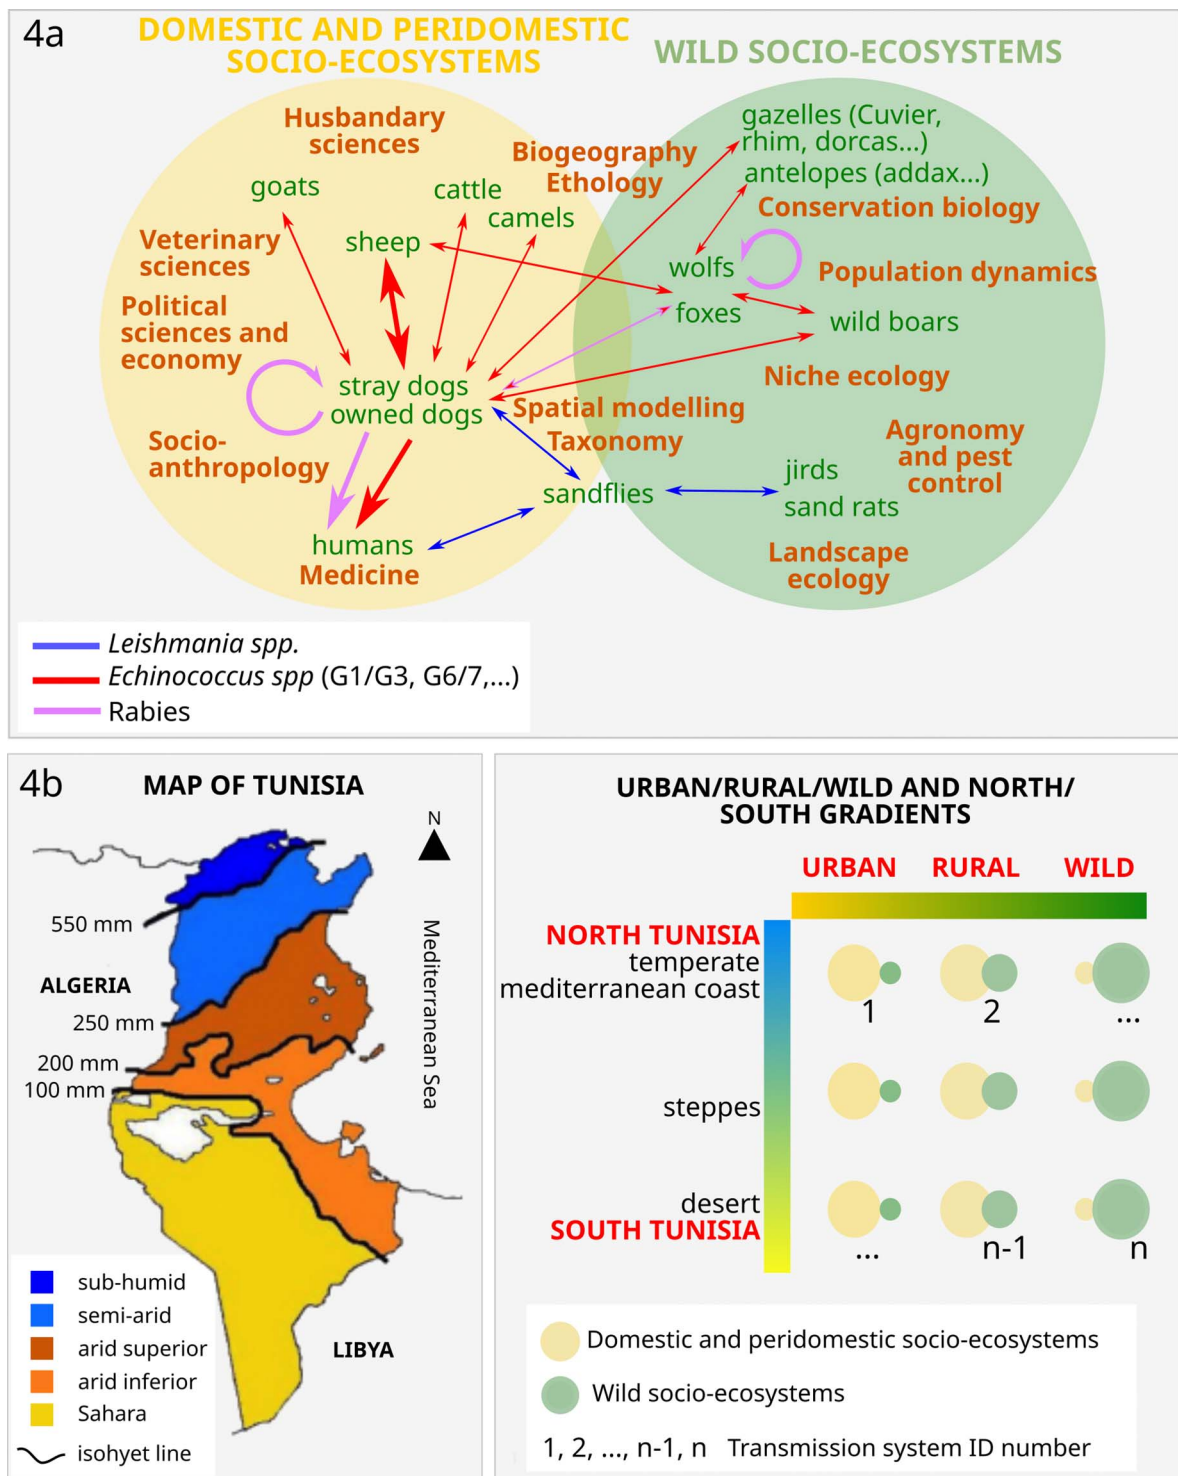 4a
DOMESTIC AND PERIDOMESTIC
SOCIO-ECOSYSTEMS
WILD SOCIO-ECOSYSTEMS
Husbandary
sciences
goats
cattle
camels
sheep
Biogeography
Ethology
Veterinary
sciences
Political
sciences and
economy
stray dogs
owned dogs
Socio-
anthropology
humans
Medicine
Spatial modelling
Taxonomy
sandflies
gazelles (Cuvier,
rhim, dorcas...)
antelopes (addax...)
Conservation biology
wolfs
Population dynamics
foxes
wild boars
Niche ecology
Agronomy
and pest
control
jirds
sand rats
Landscape
ecology
Leishmania spp.
Echinococcus spp (G1/G3, G6/7,...)
Rabies
4b
MAP OF TUNISIA
N
550 mm
ALGERIA
250 mm
200 mm
100 mm
Mediterranean Sea
LIBYA
sub-humid
semi-arid
arid superior
arid inferior
Sahara
isohyet line
URBAN/RURAL/WILD AND NORTH/
SOUTH GRADIENTS
URBAN RURAL WILD
NORTH TUNISIA
temperate
mediterranean coast
1 2 ...
steppes
desert
SOUTH TUNISIA
... n-1 n
Domestic and peridomestic socio-ecosystems
Wild socio-ecosystems
1, 2, ..., n-1, n Transmission system ID number